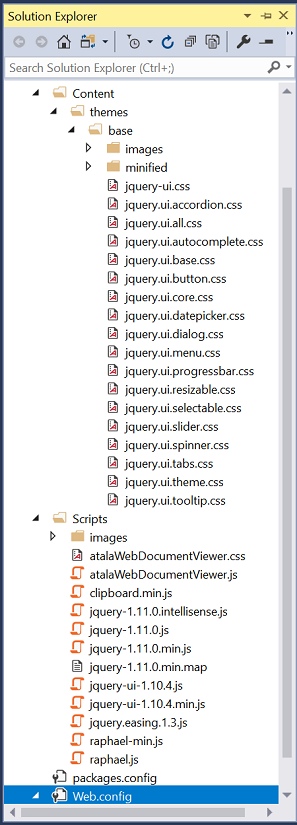 Solution Explorer
Search Solution Explorer (Ctrl+;)
Content
themes
base
images
minified
jquery-ui.css
jquery.ui.accordion.css
jquery.ui.all.css
jquery.ui.autocomplete.css
jquery.ui.base.css
jquery.ui.button.css
jquery.ui.core.css
jquery.ui.datepicker.css
jquery.ui.dialog.css
jquery.ui.menu.css
jquery.ui.progressbar.css
jquery.ui.resizable.css
jquery.ui.selectable.css
jquery.ui.slider.css
jquery.ui.spinner.css
jquery.ui.tabs.css
jquery.ui.theme.css
jquery.ui.tooltip.css
Scripts
images
atalaWebDocumentViewer.css
atalaWebDocumentViewer.js
clipboard.min.js
jquery-1.11.0.intellisense.js
jquery-1.11.0.js
jquery-1.11.0.min.js
jquery-1.11.0.min.map
jquery-ui-1.10.4.js
jquery-ui-1.10.4.min.js
jquery.easing.1.3.js
raphael-min.js
raphael.js
packages.config
Web.config